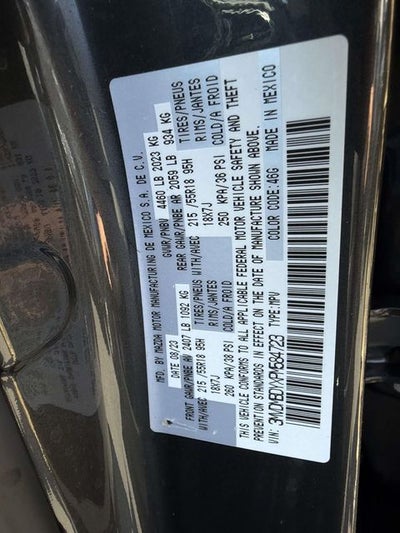 MFD. BY MAZDA MOTOR MANUFACTURING DE MEXICO S.A. DE C.V.
DATE 08/23 GVWR/PNBV 4460 LB 2023 KG
FRONT GAWR/PNBE AV 2407 LB 1092 KG REAR GAWR/PNBE AR 2059 LB 934 KG
WITH/AVEC TIRES/PNEUS WITH/AVEC TIRES/PNEUS
215/55R18 95H RIMS/JANTES 215/55R18 95H RIMS/JANTES
18X7J 18X7J
260 KPA/38 PSI COLD/A FROID 250 KPA/36 PSI COLD/A FROID
THIS VEHICLE CONFORMS TO ALL APPLICABLE FEDERAL MOTOR VEHICLE SAFETY AND THEFT
PREVENTION STANDARDS IN EFFECT ON THE DATE OF MANUFACTURE SHOWN ABOVE.
TYPE:MPV COLOR CODE:46G MADE IN MEXICO
VIN: